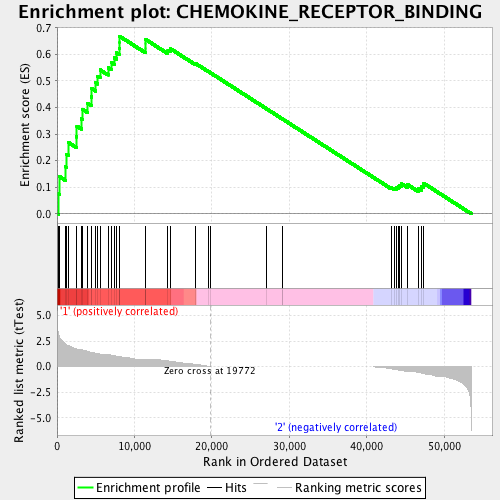 Enrichment plot: CHEMOKINE_RECEPTOR_BINDING
Enrichment score (ES)
0.7
0.6
0.5
0.4
0.3
0.2
0.1
0.0
'1' (positively correlated)
Ranked list metric (tTest)
5.0
2.5
0.0
-2.5
-5.0
Zero cross at 19772
'2' (negatively correlated)
0
10,000
20,000
30,000
40,000
50,000
Rank in Ordered Dataset
Enrichment profile
Hits
Ranking metric scores